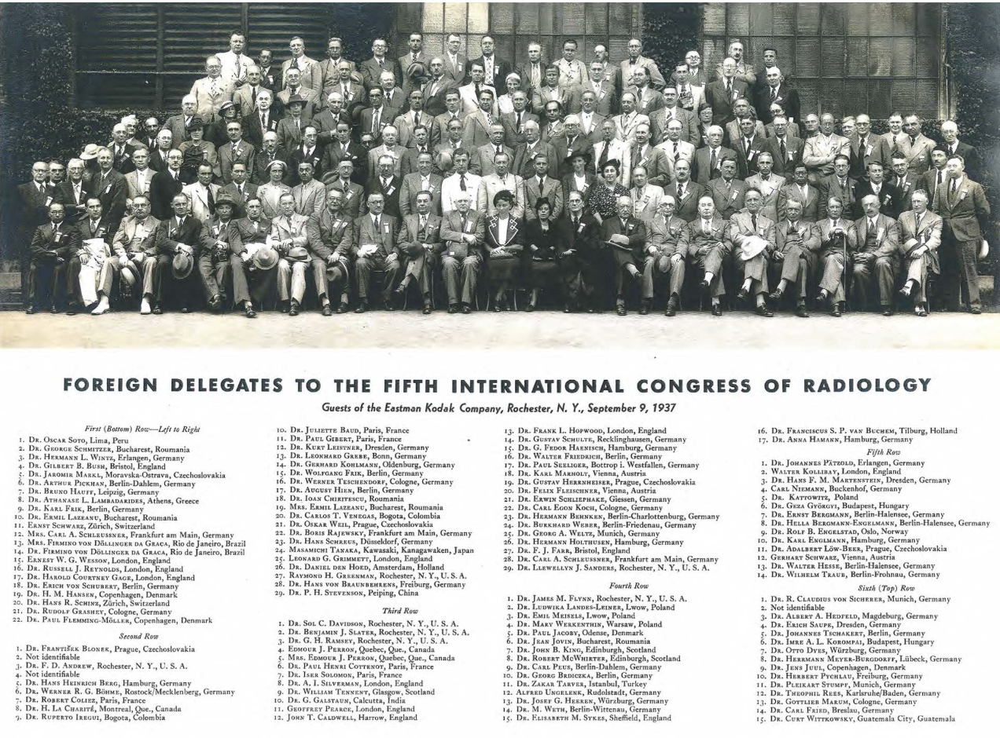 FOREIGN DELEGATES TO THE FIFTH INTERNATIONAL CONGRESS OF RADIOLOGY
Guests of the Eastman Kodak Company, Rochester, N. Y., September 9, 1937
First (Bottom) Row—Left to Right
1. Dr. Oscar Soto, Lima, Peru
2. Dr. George Schmitzer, Bucharest, Roumania
3. Dr. Hermann L. Wintz, Erlangen, Germany
4. Dr. Gilbert B. Bush, Bristol, England
5. Dr. Jaromir Markl, Moravska-Ostrava, Czechoslovakia
6. Dr. Arthur Pickhan, Berlin-Dahlem, Germany
7. Dr. Bruno Hauff, Leipzig, Germany
8. Dr. Athanase L. Lambadarides, Athens, Greece
9. Dr. Karl Frik, Berlin, Germany
10. Dr. Ermil Lazeanu, Bucharest, Roumania
11. Ernst Schwarz, Zürich, Switzerland
12. Mrs. Carl A. Schleussner, Frankfurt am Main, Germany
13. Mrs. Firmino von Döllinger da Graca, Rio de Janeiro, Brazil
14. Dr. Firmino von Döllinger da Graca, Rio de Janeiro, Brazil
15. Ernest W. G. Wesson, London, England
16. Dr. Russell J. Reynolds, London, England
17. Dr. Harold Courtney Gage, London, England
18. Dr. Erich von Schubert, Berlin, Germany
19. Dr. H. M. Hansen, Copenhagen, Denmark
20. Dr. Hans R. Schinz, Zürich, Switzerland
21. Dr. Rudolf Grashey, Cologne, Germany
22. Dr. Paul Flemming-Möller, Copenhagen, Denmark
Second Row
1. Dr. František Blonek, Prague, Czechoslovakia
2. Not identifiable
3. Dr. F. D. Andrew, Rochester, N. Y., U. S. A.
4. Not identifiable
5. Dr. Hans Heinrich Berg, Hamburg, Germany
6. Dr. Werner R. G. Böhme, Rostock/Mecklenberg, Germany
7. Dr. Robert Coliez, Paris, France
8. Dr. H. La Charité, Montreal, Que., Canada
9. Dr. Ruperto Iregui, Bogota, Colombia
10. Dr. Juliette Baud, Paris, France
11. Dr. Paul Gibert, Paris, France
12. Dr. Kurt Leistner, Dresden, Germany
13. Dr. Leonhard Grebe, Bonn, Germany
14. Dr. Gerhard Kohlmann, Oldenburg, Germany
15. Dr. Wolfgang Frik, Berlin, Germany
16. Dr. Werner Teschendorf, Cologne, Germany
17. Dr. August Hien, Berlin, Germany
18. Dr. Ioan Chiritescu, Roumania
19. Mrs. Ermil Lazeanu, Bucharest, Roumania
20. Dr. Carlos T. Venegas, Bogota, Colombia
21. Dr. Oskar Weil, Prague, Czechoslovakia
22. Dr. Boris Rajewsky, Frankfurt am Main, Germany
23. Dr. Hans Schreus, Düsseldorf, Germany
24. Masamichi Tanaka, Kawasaki, Kanagawaken, Japan
25. Leonard G. Grimmett, London, England
26. Dr. Daniel den Hoed, Amsterdam, Holland
27. Raymond H. Greenman, Rochester, N. Y., U. S. A.
28. Dr. Hans von Braunbehrens, Freiburg, Germany
29. Dr. P. H. Stevenson, Peiping, China
Third Row
1. Dr. Sol C. Davidson, Rochester, N. Y., U. S. A.
2. Dr. Benjamin J. Slater, Rochester, N. Y., U. S. A.
3. Dr. G. H. Ramsey, Rochester, N. Y., U. S. A.
4. Edmour J. Perron, Quebec, Que., Canada
5. Mrs. Edmour J. Perron, Quebec, Que., Canada
6. Dr. Paul Henri Cottenot, Paris, France
7. Dr. Iser Solomon, Paris, France
8. Dr. A. I. Silverman, London, England
9. Dr. William Tennent, Glasgow, Scotland
10. Dr. G. Galstaun, Calcutta, India
11. Geoffrey Pearce, London, England
12. John T. Caldwell, Harrow, England
13. Dr. Frank L. Hopwood, London, England
14. Dr. Gustav Schulte, Recklinghausen, Germany
15. Dr. G. Fedor Haenisch, Hamburg, Germany
16. Dr. Walter Friedrich, Berlin, Germany
17. Dr. Paul Seeliger, Bottrop i. Westfallen, Germany
18. Dr. Karl Marholt, Vienna, Austria
19. Dr. Gustav Herrnheiser, Prague, Czechoslovakia
20. Dr. Felix Fleischner, Vienna, Austria
21. Dr. Erwin Schliephake, Giessen, Germany
22. Dr. Carl Egon Koch, Cologne, Germany
23. Dr. Hermann Behnken, Berlin-Charlottenburg, Germany
24. Dr. Burkhard Weber, Berlin-Friedenau, Germany
25. Dr. Georg A. Weltz, Munich, Germany
26. Dr. Hermann Holthusen, Hamburg, Germany
27. Dr. F. J. Farr, Bristol, England
28. Dr. Carl A. Schleussner, Frankfurt am Main, Germany
29. Dr. Llewellyn J. Sanders, Rochester, N. Y., U. S. A.
Fourth Row
1. Dr. James M. Flynn, Rochester, N. Y., U. S. A.
2. Dr. Ludwika Landes-Leiner, Lwow, Poland
3. Dr. Emil Meisels, Lwow, Poland
4. Dr. Mary Werkenthin, Warsaw, Poland
5. Dr. Paul Jacoby, Odense, Denmark
6. Dr. Jean Jovin, Bucharest, Roumania
7. Dr. John B. King, Edinburgh, Scotland
8. Dr. Robert McWhirter, Edinburgh, Scotland
9. Dr. Carl Peus, Berlin-Dahlem, Germany
10. Dr. Georg Brdiczka, Berlin, Germany
11. Dr. Zakar Tarver, Istanbul, Turkey
12. Dr. Alfred Ungelenk, Rudolstadt, Germany
13. Dr. Josef G. Heeren, Würzburg, Germany
14. Dr. M. Weth, Berlin-Wittenau, Germany
15. Dr. Elisabeth M. Sykes, Sheffield, England
16. Dr. Franciscus S. P. van Buchem, Tilburg, Holland
17. Dr. Anna Hamann, Hamburg, Germany
Fifth Row
1. Dr. Johannes Pätzold, Erlangen, Germany
2. Walter Kollibay, London, England
3. Dr. Hans F. M. Martenstein, Dresden, Germany
4. Carl Niemann, Buckenhof, Germany
5. Dr. Kattowitz, Poland
6. Dr. Geza Györgyi, Budapest, Hungary
7. Dr. Ernst Bergmann, Berlin-Halensee, Germany
8. Dr. Hella Bergmann-Engelmann, Berlin-Halensee, Germany
9. Dr. Rolf B. Engelstad, Oslo, Norway
10. Dr. Karl Englmann, Hamburg, Germany
11. Dr. Adalbert Löw-Beer, Prague, Czechoslovakia
12. Gerhart Schwarz, Vienna, Austria
13. Dr. Walter Hesse, Berlin-Halensee, Germany
14. Dr. Wilhelm Traub, Berlin-Frohnau, Germany
Sixth (Top) Row
1. Dr. R. Claudius von Sicherer, Munich, Germany
2. Not identifiable
3. Dr. Albert A. Hedfeld, Magdeburg, Germany
4. Dr. Erich Saupe, Dresden, Germany
5. Dr. Johannes Tschakert, Berlin, Germany
6. Dr. Imre A. L. Korompai, Budapest, Hungary
7. Dr. Otto Dyes, Würzburg, Germany
8. Dr. Herrmann Meyer-Burgdorff, Lübeck, Germany
9. Dr. Jens Juul, Copenhagen, Denmark
10. Dr. Herbert Pychlau, Freiburg, Germany
11. Dr. Pleikart Stumpf, Munich, Germany
12. Dr. Theophil Rees, Karlsruhe/Baden, Germany
13. Dr. Gottlieb Marum, Cologne, Germany
14. Dr. Carl Fried, Breslau, Germany
15. Dr. Curt Wittkowsky, Guatemala City, Guatemala